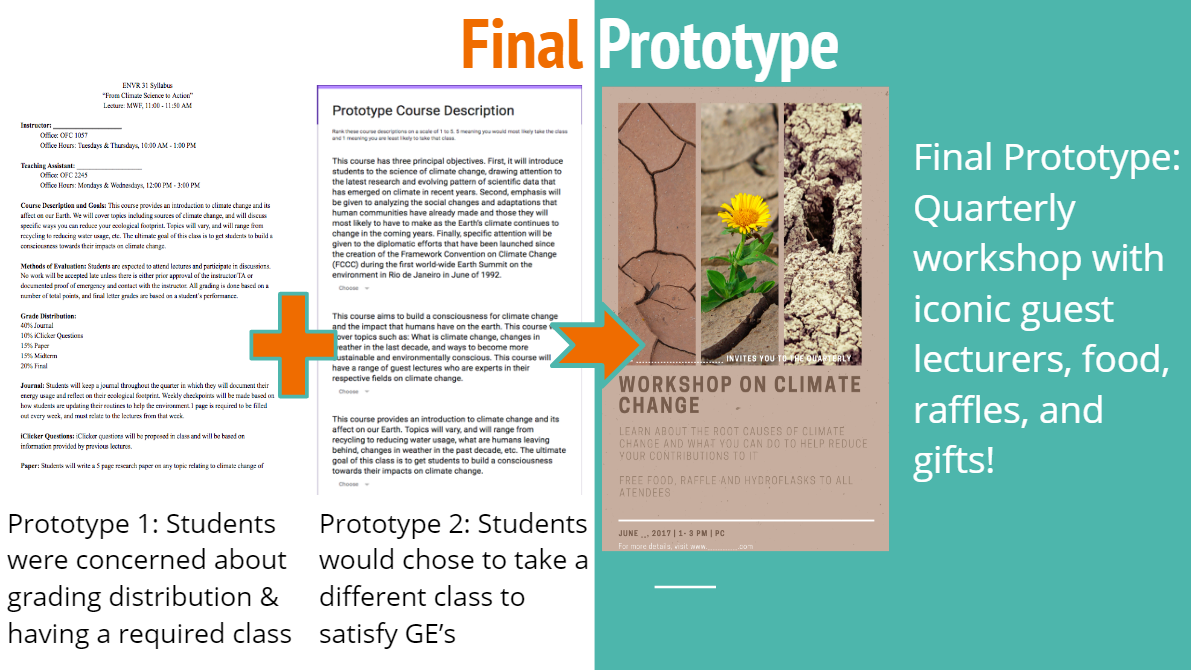 Final Prototype
ENVR 31 Syllabus
“From Climate Science to Action”
Lecture: MWF, 11:00 - 11:50 AM
Instructor: ____________________
Office: OFC 1057
Office Hours: Tuesdays & Thursdays, 10:00 AM - 1:00 PM
Teaching Assistant: ___________________
Office: OFC 2245
Office Hours: Mondays & Wednesdays, 12:00 PM - 3:00 PM
Course Description and Goals: This course provides an introduction to climate change and its
affect on our Earth. We will cover topics including sources of climate change, and will discuss
specific ways you can reduce your ecological footprint. Topics will vary, and will range from
recycling to reducing water usage, etc. The ultimate goal of this class is to get students to build a
consciousness towards their impacts on climate change.
Methods of Evaluation: Students are expected to attend lectures and participate in discussions.
No work will be accepted late unless there is either prior approval of the instructor/TA or
documented proof of emergency and contact with the instructor. All grading is done based on a
number of total points, and final letter grades are based on a student’s performance.
Grade Distribution:
40% Journal
10% iClicker Questions
15% Paper
15% Midterm
20% Final
Journal: Students will keep a journal throughout the quarter in which they will document their
energy usage and reflect on their ecological footprint. Weekly checkpoints will be made based on
how students are updating their routines to help the environment.1 page is required to be filled
out every week, and must relate to the lectures from that week.
iClicker Questions: iClicker questions will be proposed in class and will be based on
information provided by previous lectures.
Paper: Students will write a 5 page research paper on any topic relating to climate change of
Prototype 1: Students
were concerned about
grading distribution &
having a required class
Prototype Course Description
Rank these course descriptions on a scale of 1 to 5. 5 meaning you would most likely take the class
and 1 meaning you are least likely to take that class.
This course has three principal objectives. First, it will introduce
students to the science of climate change, drawing attention to
the latest research and evolving pattern of scientific data that
has emerged on climate in recent years. Second, emphasis will
be given to analyzing the social changes and adaptations that
human communities have already made and those they will
most likely to have to make as the Earth's climate continues to
change in the coming years. Finally, specific attention will be
given to the diplomatic efforts that have been launched since
the creation of the Framework Convention on Climate Change
(FCCC) during the first world-wide Earth Summit on the
environment in Rio de Janeiro in June of 1992.
Choose
This course aims to build a consciousness for climate change
and the impact that humans have on the earth. This course
over topics such as: What is climate change, changes in
eather in the last decade, and ways to become more
ustainable and environmentally conscious. This course will
have a range of guest lectures who are experts in their
respective fields on climate change.
Choose
This course provides an introduction to climate change and its
affect on our Earth. Topics will vary, and will range from
recycling to reducing water usage, what are humans leaving
behind, changes in weather in the past decade, etc. The ultimate
goal of this class is to get students to build a consciousness
towards their impacts on climate change.
Choose
Prototype 2: Students
would chose to take a
different class to
satisfy GE’s
INVITES YOU TO THE QUARTERLY
WORKSHOP ON CLIMATE
CHANGE
LEARN ABOUT THE ROOT CAUSES OF CLIMATE
CHANGE AND WHAT YOU CAN DO TO HELP REDUCE
YOUR CONTRIBUTIONS TO IT
FREE FOOD, RAFFLE AND HYDROFLASKS TO ALL
ATENDEES
JUNE __, 2017 | 1- 3 PM | PC
For more details, visit www.________.com
Final Prototype:
Quarterly
workshop with
iconic guest
lecturers, food,
raffles, and
gifts!